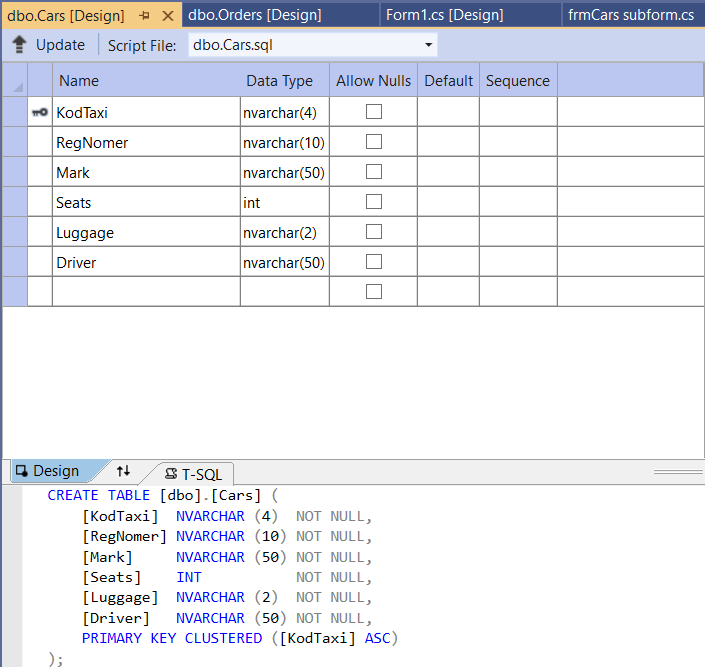 dbo.Cars [Design] dbo.Orders [Design] Form1.cs [Design] frmCars subform.cs
Update Script File: dbo.Cars.sql
Name Data Type Allow Nulls Default Sequence
KodTaxi nvarchar(4)
RegNomer nvarchar(10)
Mark nvarchar(50)
Seats int
Luggage nvarchar(2)
Driver nvarchar(50)
Design T-SQL
CREATE TABLE [dbo].[Cars] (
[KodTaxi] NVARCHAR (4) NOT NULL,
[RegNomer] NVARCHAR (10) NOT NULL,
[Mark] NVARCHAR (50) NOT NULL,
[Seats] INT NOT NULL,
[Luggage] NVARCHAR (2) NOT NULL,
[Driver] NVARCHAR (50) NOT NULL,
PRIMARY KEY CLUSTERED ([KodTaxi] ASC)
);